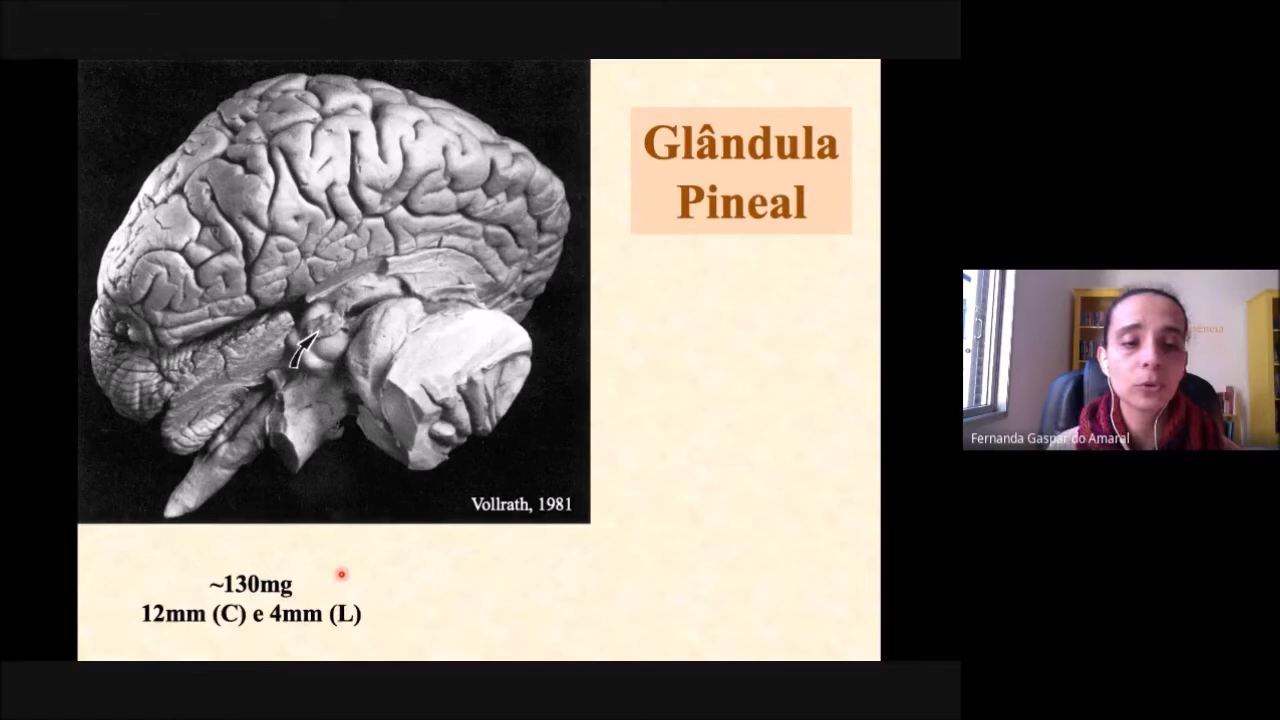 Glândula
Pineal
Vollrath, 1981
~130mg
12mm (C) e 4mm (L)
Fernanda Gaspar do Amaral